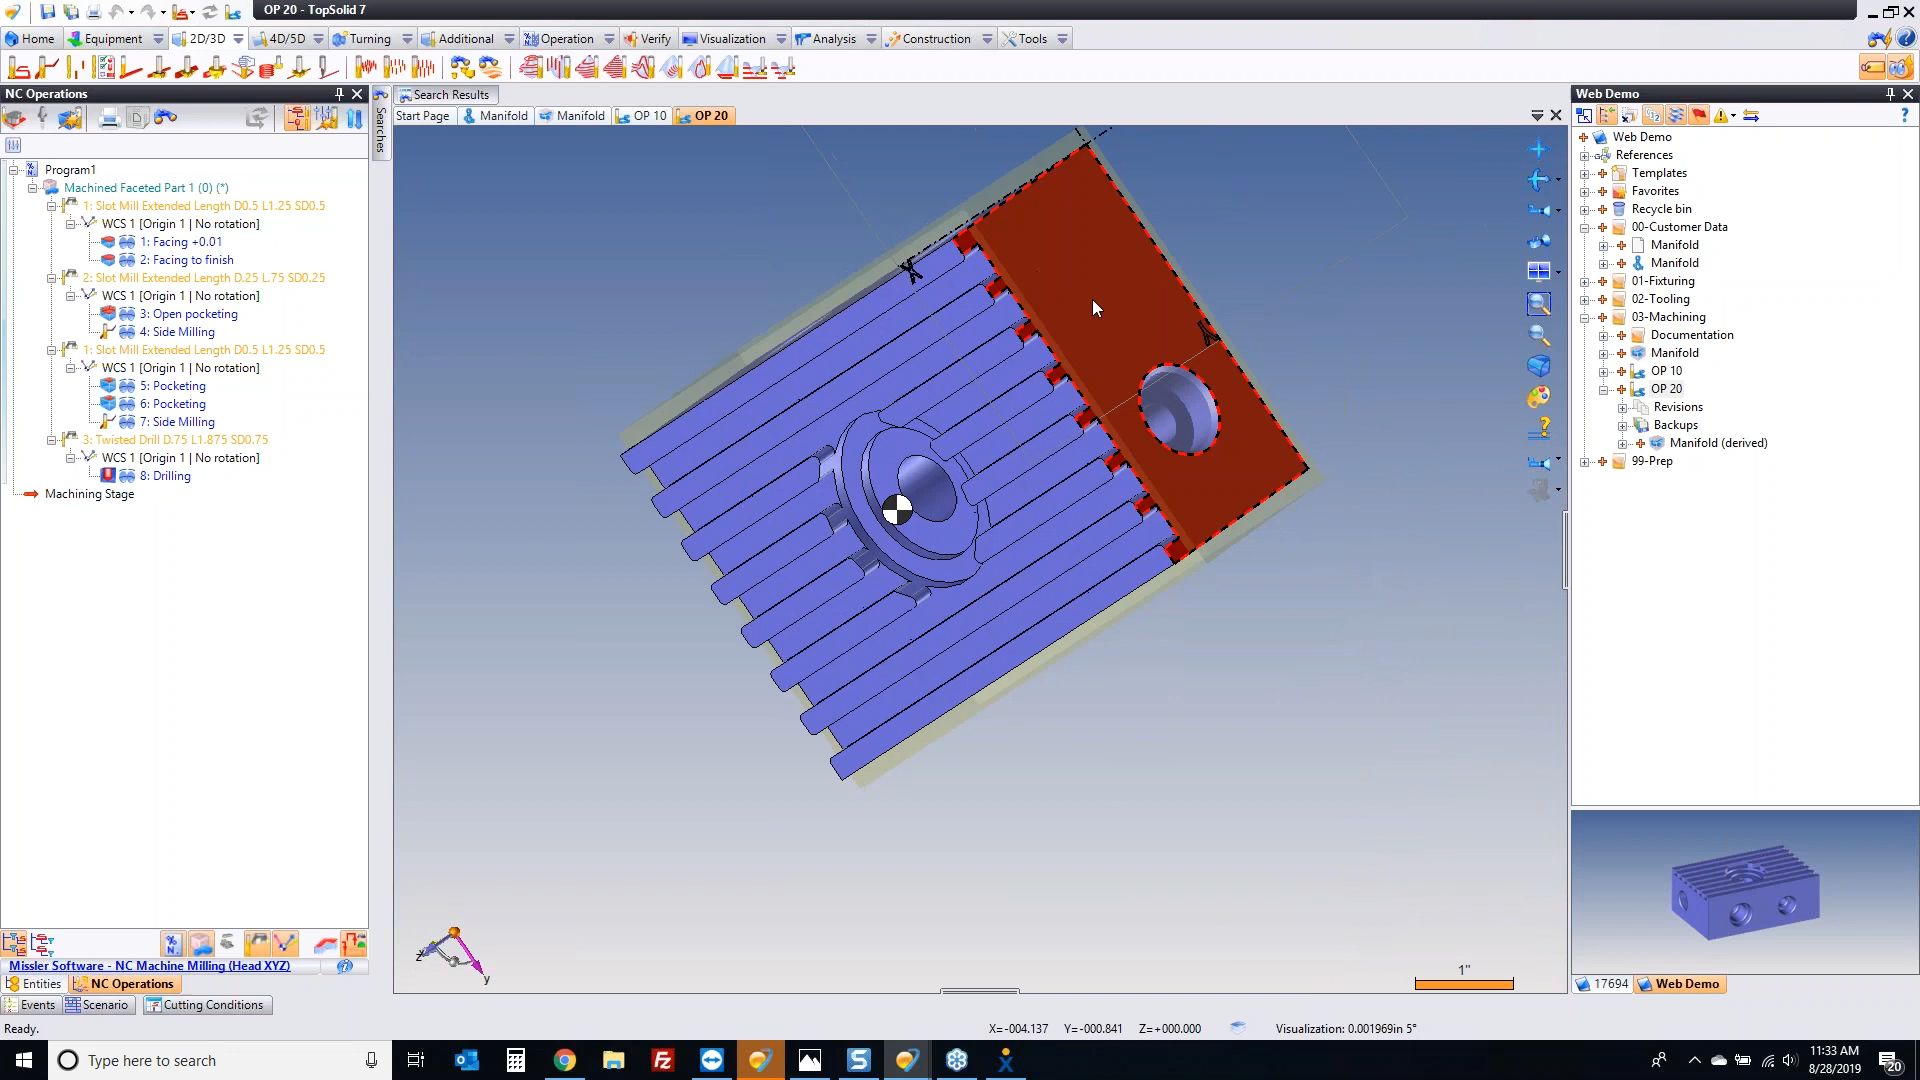 OP 20 - TopSolid 7
Home Equipment 2D/3D 4D/5D Turning Additional Operation Verify Visualization Analysis Construction Tools
NC Operations
Search Results
Web Demo
Searches
Start Page Manifold Manifold OP 10 OP 20
Program1
Machined Faceted Part 1 (0) (*)
1: Slot Mill Extended Length D0.5 L1.25 SD0.5
WCS 1 [Origin 1 | No rotation]
1: Facing +0.01
2: Facing to finish
2: Slot Mill Extended Length D.25 L.75 SD0.25
WCS 1 [Origin 1 | No rotation]
3: Open pocketing
4: Side Milling
1: Slot Mill Extended Length D0.5 L1.25 SD0.5
WCS 1 [Origin 1 | No rotation]
5: Pocketing
6: Pocketing
7: Side Milling
3: Twisted Drill D.75 L1.875 SD0.75
WCS 1 [Origin 1 | No rotation]
8: Drilling
Machining Stage
X
Y
z
y
1"
Web Demo
References
Templates
Favorites
Recycle bin
00-Customer Data
Manifold
Manifold
01-Fixturing
02-Tooling
03-Machining
Documentation
Manifold
OP 10
OP 20
Revisions
Backups
Manifold (derived)
99-Prep
17694 Web Demo
Missler Software - NC Machine Milling (Head XYZ)
Entities NC Operations
Events Scenario Cutting Conditions
Ready.
X=-004.137 Y=-000.841 Z=+000.000 Visualization: 0.001969in 5°
Type here to search
11:33 AM
8/28/2019
20